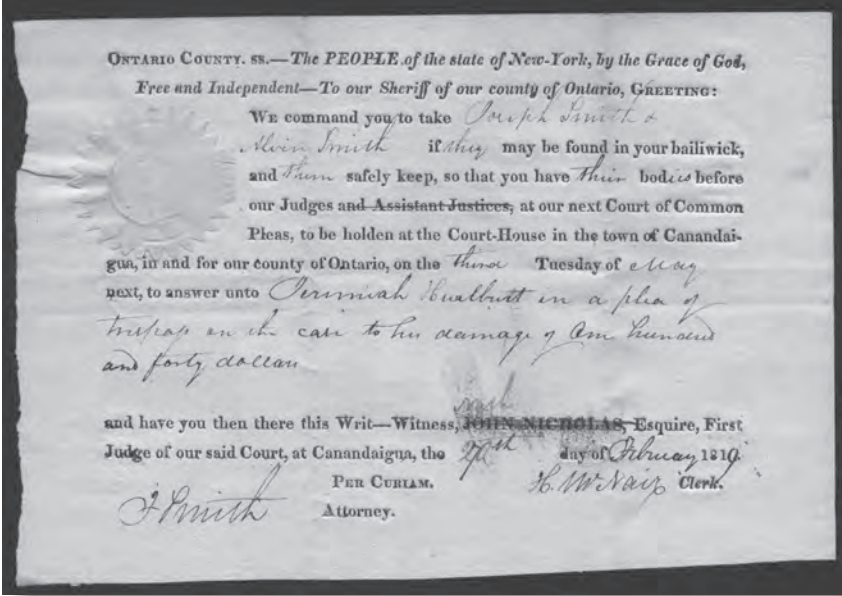 ONTARIO COUNTY. SS.—The PEOPLE of the state of New-York, by the Grace of God,
Free and Independent—To our Sheriff of our county of Ontario, GREETING:
WE command you to take Joseph Smith &
Alvin Smith if they may be found in your bailiwick,
and them safely keep, so that you have their bodies before
our Judges and Assistant Justices, at our next Court of Common
Pleas, to be holden at the Court-House in the town of Canandai-
gua, in and for our county of Ontario, on the third Tuesday of May
next, to answer unto Jeremiah Hurlbutt in a plea of
trespass on the case to his damage of One hundred
and forty dollars
and have you then there this Writ—Witness, JOHN NICHOLAS, Esquire, First
Judge of our said Court, at Canandaigua, the day of February 1819
PER CURIAM. H. McNair Clerk.
J Smith Attorney.